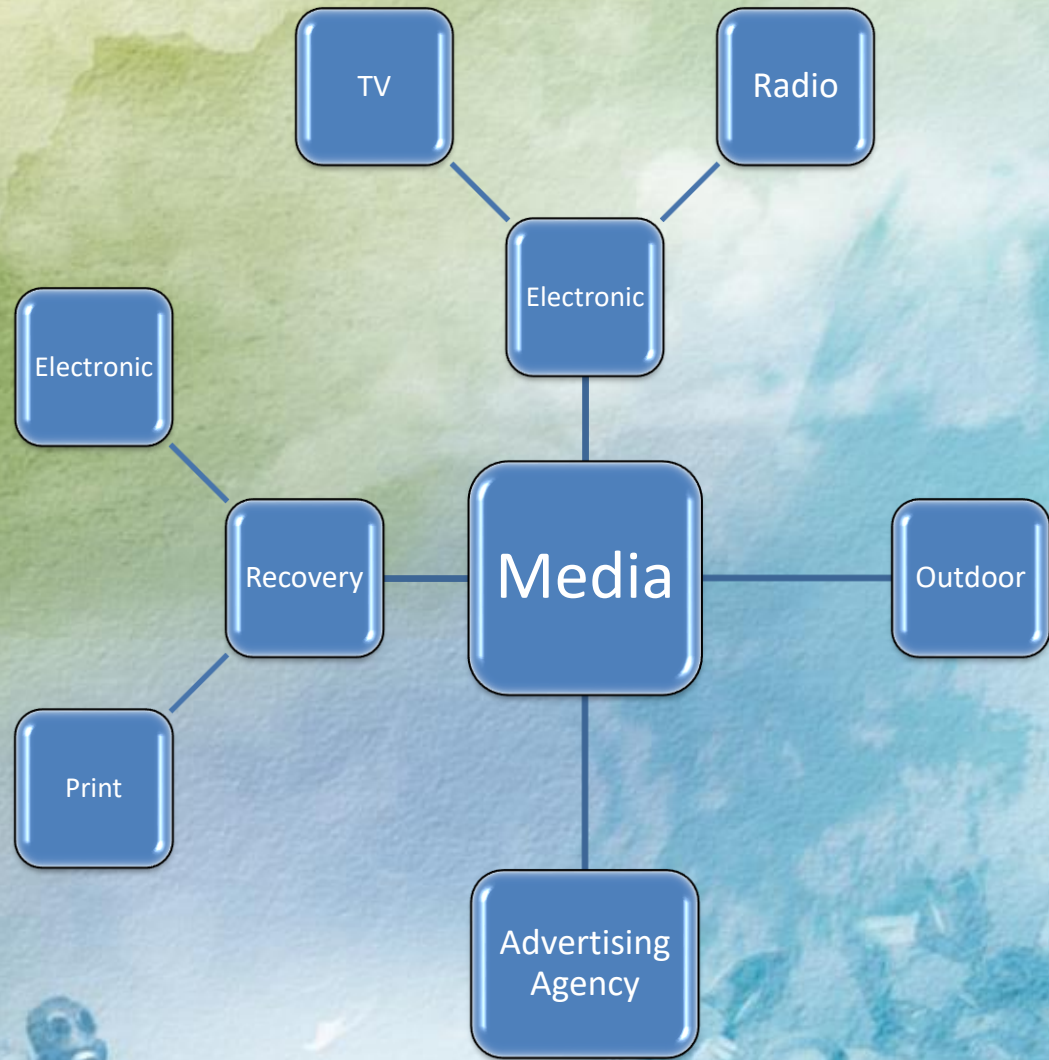 TV
Radio
Electronic
Electronic
Recovery
Media
Outdoor
Print
Advertising
Agency